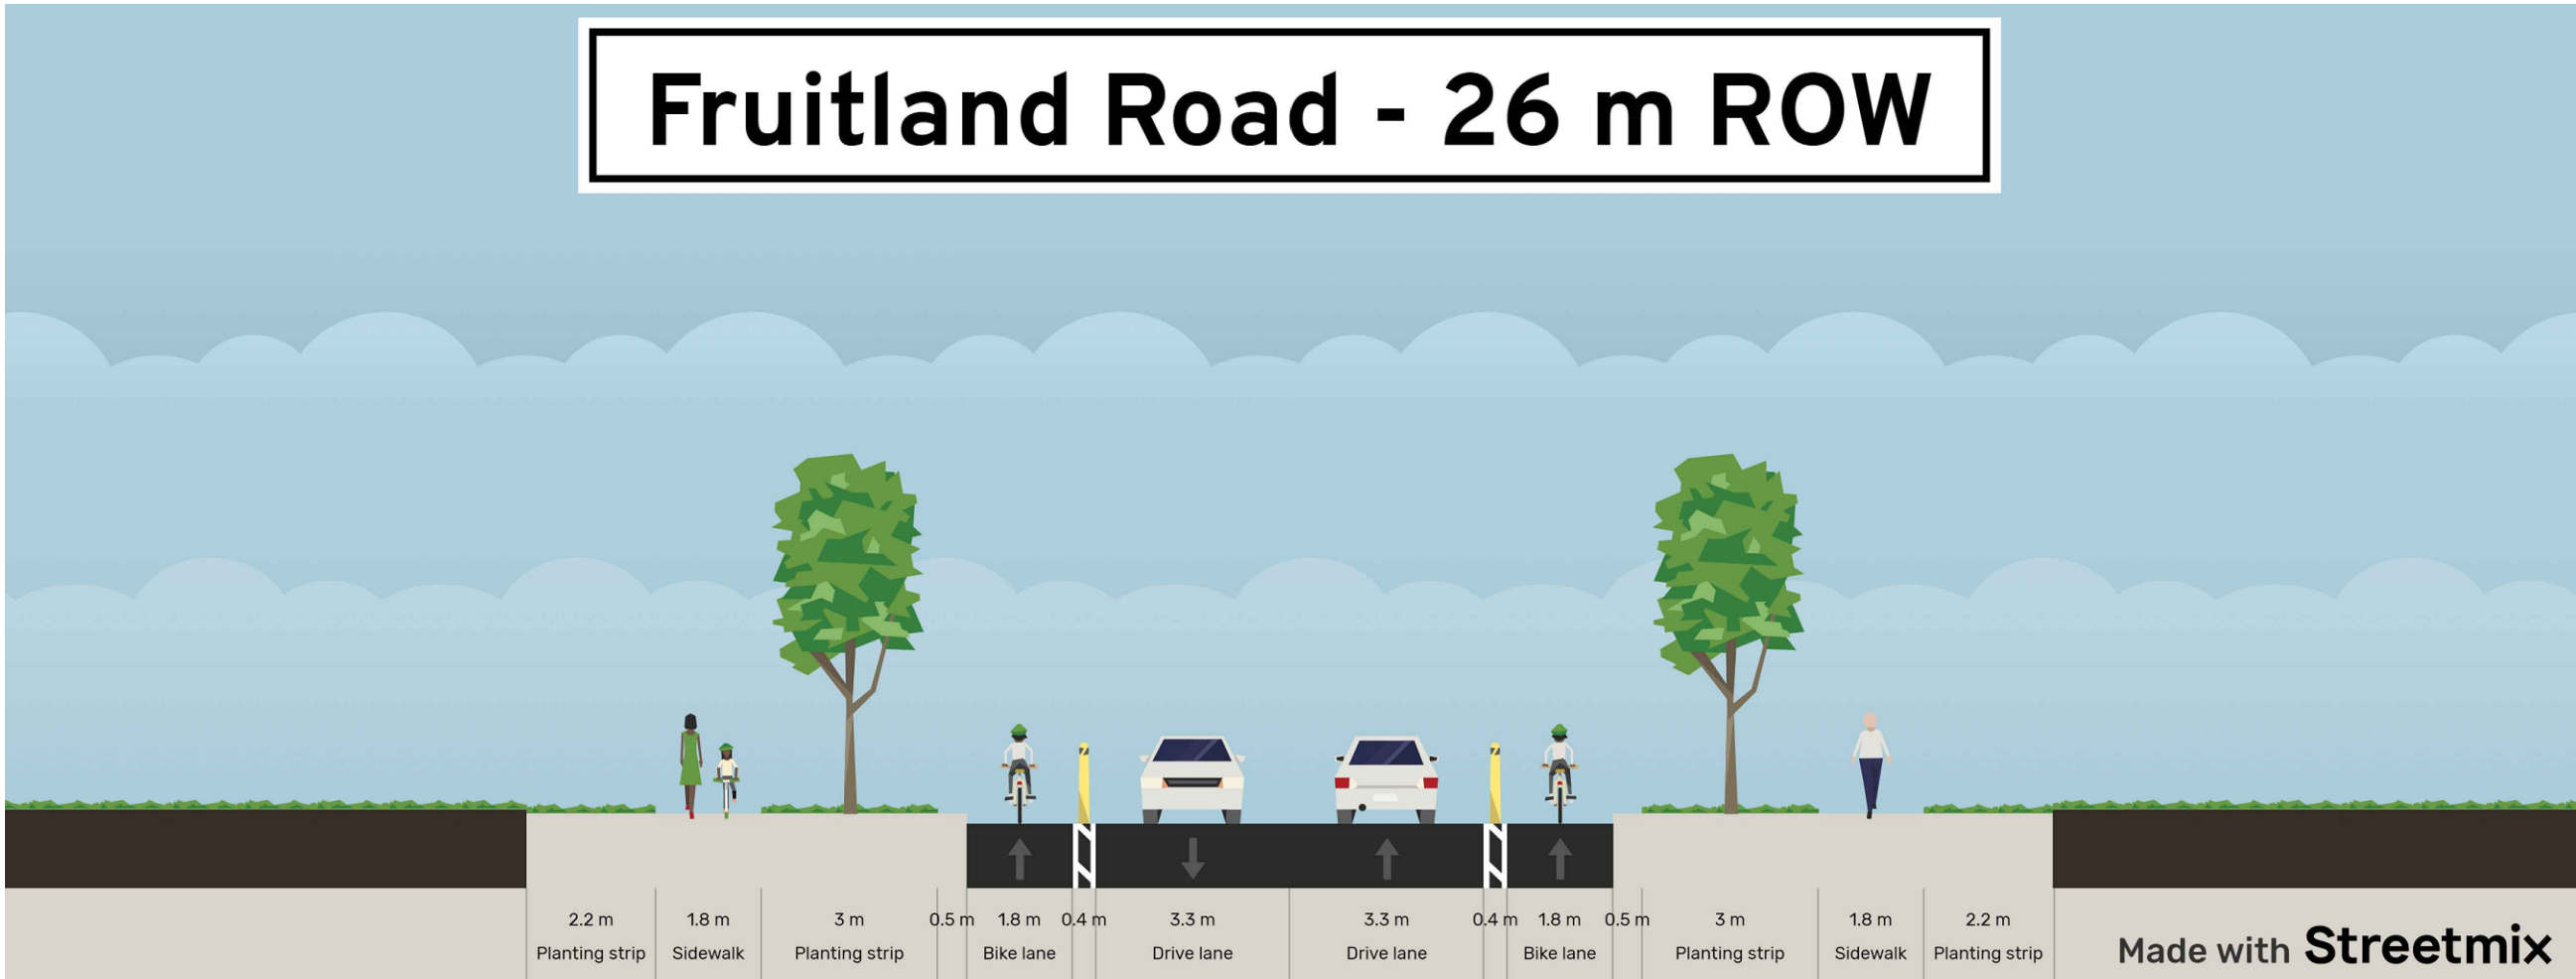 Fruitland Road - 26 m ROW
2.2 m 1.8 m 3 m 0.5 m 1.8 m 0.4 m 3.3 m 3.3 m 0.4 m 1.8 m 0.5 m 3 m 1.8 m 2.2 m
Planting strip Sidewalk Planting strip Bike lane Drive lane Drive lane Bike lane Planting strip Sidewalk Planting strip
Made with Streetmix